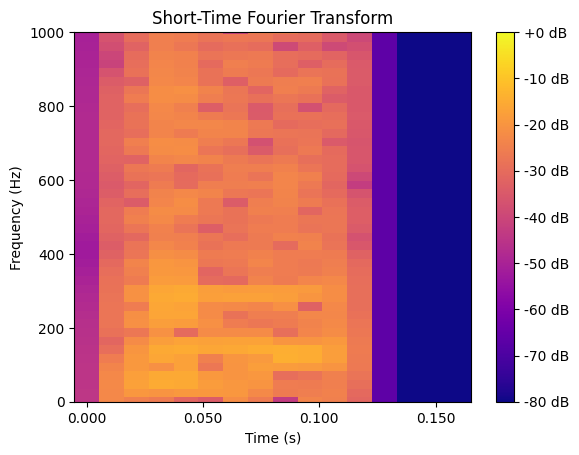 Short-Time Fourier Transform
1000
800
600
400
200
0
Frequency (Hz)
0.000
0.050
0.100
0.150
Time (s)
+0 dB
-10 dB
-20 dB
-30 dB
-40 dB
-50 dB
-60 dB
-70 dB
-80 dB